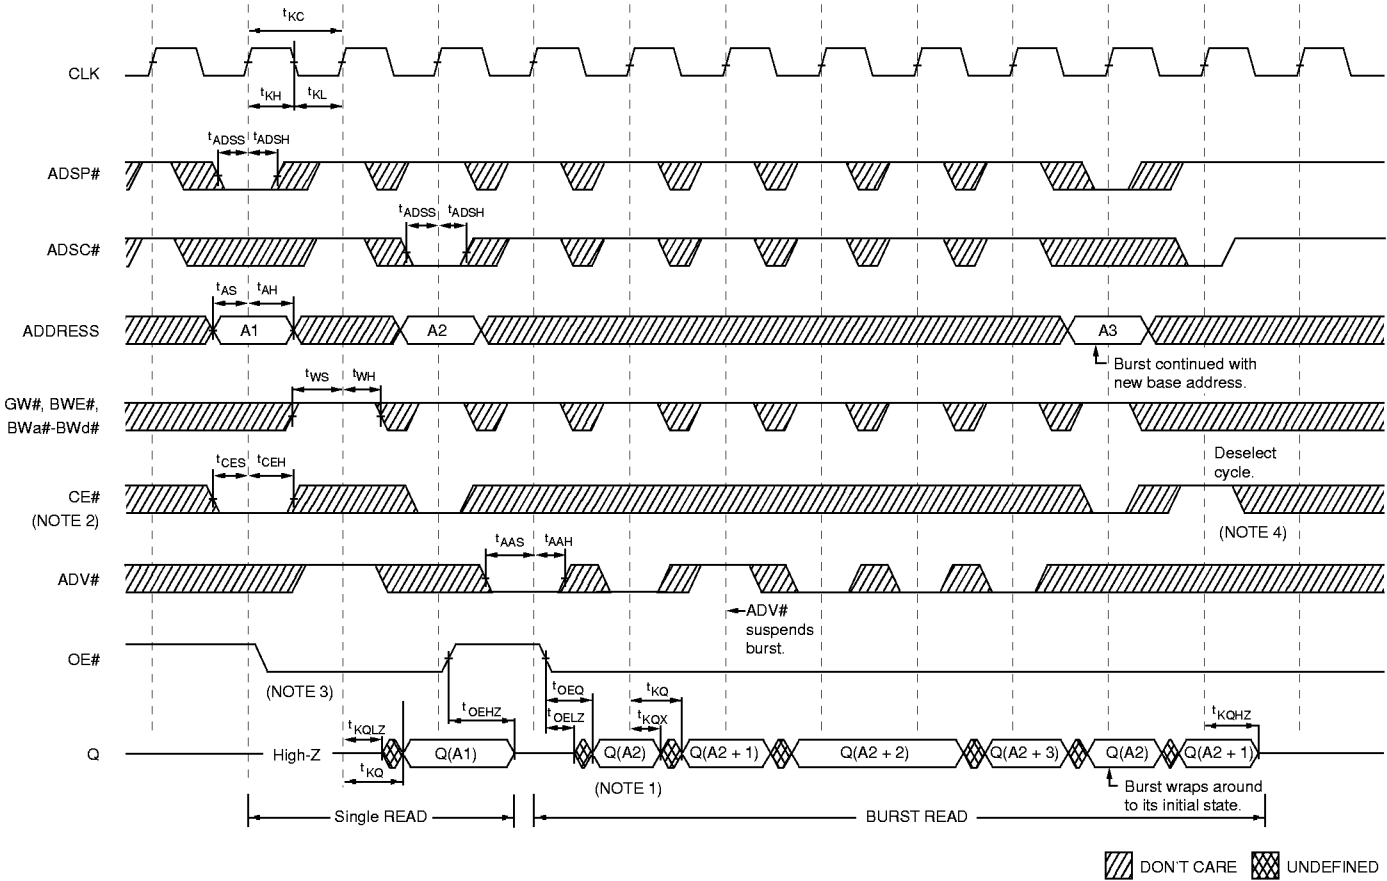 tKC
CLK
tKH
tKL
tADSS
tADSH
ADSP#
tADSS
tADSH
ADSC#
tAS
tAH
ADDRESS
A1
A2
A3
Burst continued with
new base address.
tWS
tWH
GW#, BWE#,
BWa#-BWd#
Deselect
cycle.
tCES
tCEH
CE#
(NOTE 2)
(NOTE 4)
tAAS
tAAH
ADV#
ADV#
suspends
burst.
OE#
(NOTE 3)
tOEHZ
tOEQ
tOELZ
tKQ
tKQX
tKQLZ
tKQHZ
Q
High-Z
Q(A1)
Q(A2)
Q(A2 + 1)
Q(A2 + 2)
Q(A2 + 3)
Q(A2)
Q(A2 + 1)
tKQ
(NOTE 1)
Burst wraps around
to its initial state.
Single READ
BURST READ
DON'T CARE
UNDEFINED